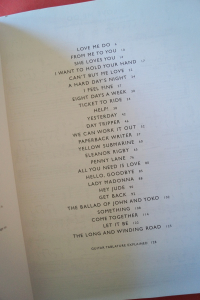 LOVE ME DO 6
FROM ME TO YOU
SHE LOVES YOU
I WANT TO HOLD YOUR HAND
CAN'T BUY ME LOVE
A HARD DAY'S NIGHT
I FEEL FINE
EIGHT DAYS A WEEK
TICKET TO RIDE
HELP!
YESTERDAY
DAY TRIPPER
WE CAN WORK IT OUT
PAPERBACK WRITER
YELLOW SUBMARINE
ELEANOR RIGBY
PENNY LANE
ALL YOU NEED IS LOVE
HELLO, GOODBYE
LADY MADONNA
HEY JUDE
GET BACK
THE BALLAD OF JOHN AND YOKO
SOMETHING
COME TOGETHER
LET IT BE
THE LONG AND WINDING ROAD
GUITAR TABLATURE EXPLAINED